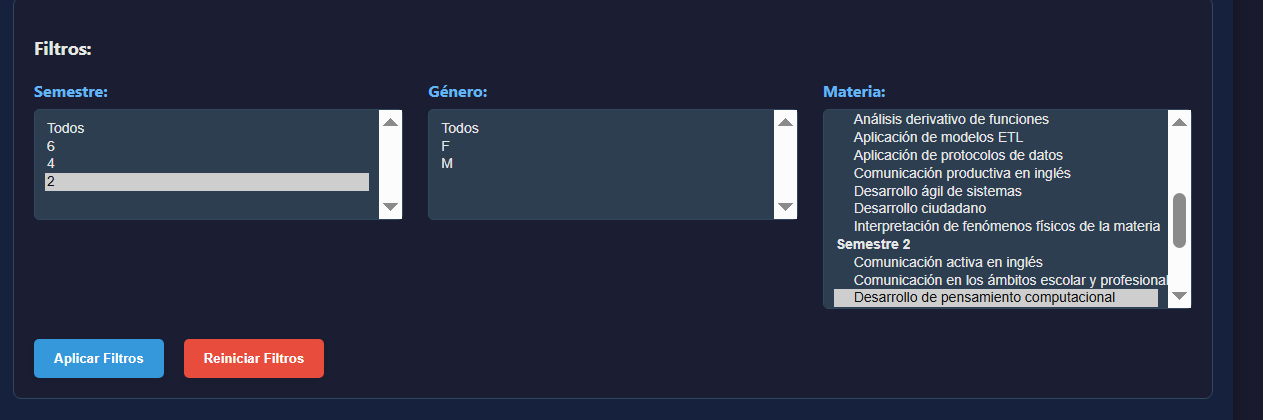 Filtros:
Semestre:
Todos
6
4
2
Género:
Todos
F
M
Materia:
Análisis derivativo de funciones
Aplicación de modelos ETL
Aplicación de protocolos de datos
Comunicación productiva en inglés
Desarrollo ágil de sistemas
Desarrollo ciudadano
Interpretación de fenómenos físicos de la materia
Semestre 2
Comunicación activa en inglés
Comunicación en los ámbitos escolar y profesional
Desarrollo de pensamiento computacional
Aplicar Filtros
Reiniciar Filtros